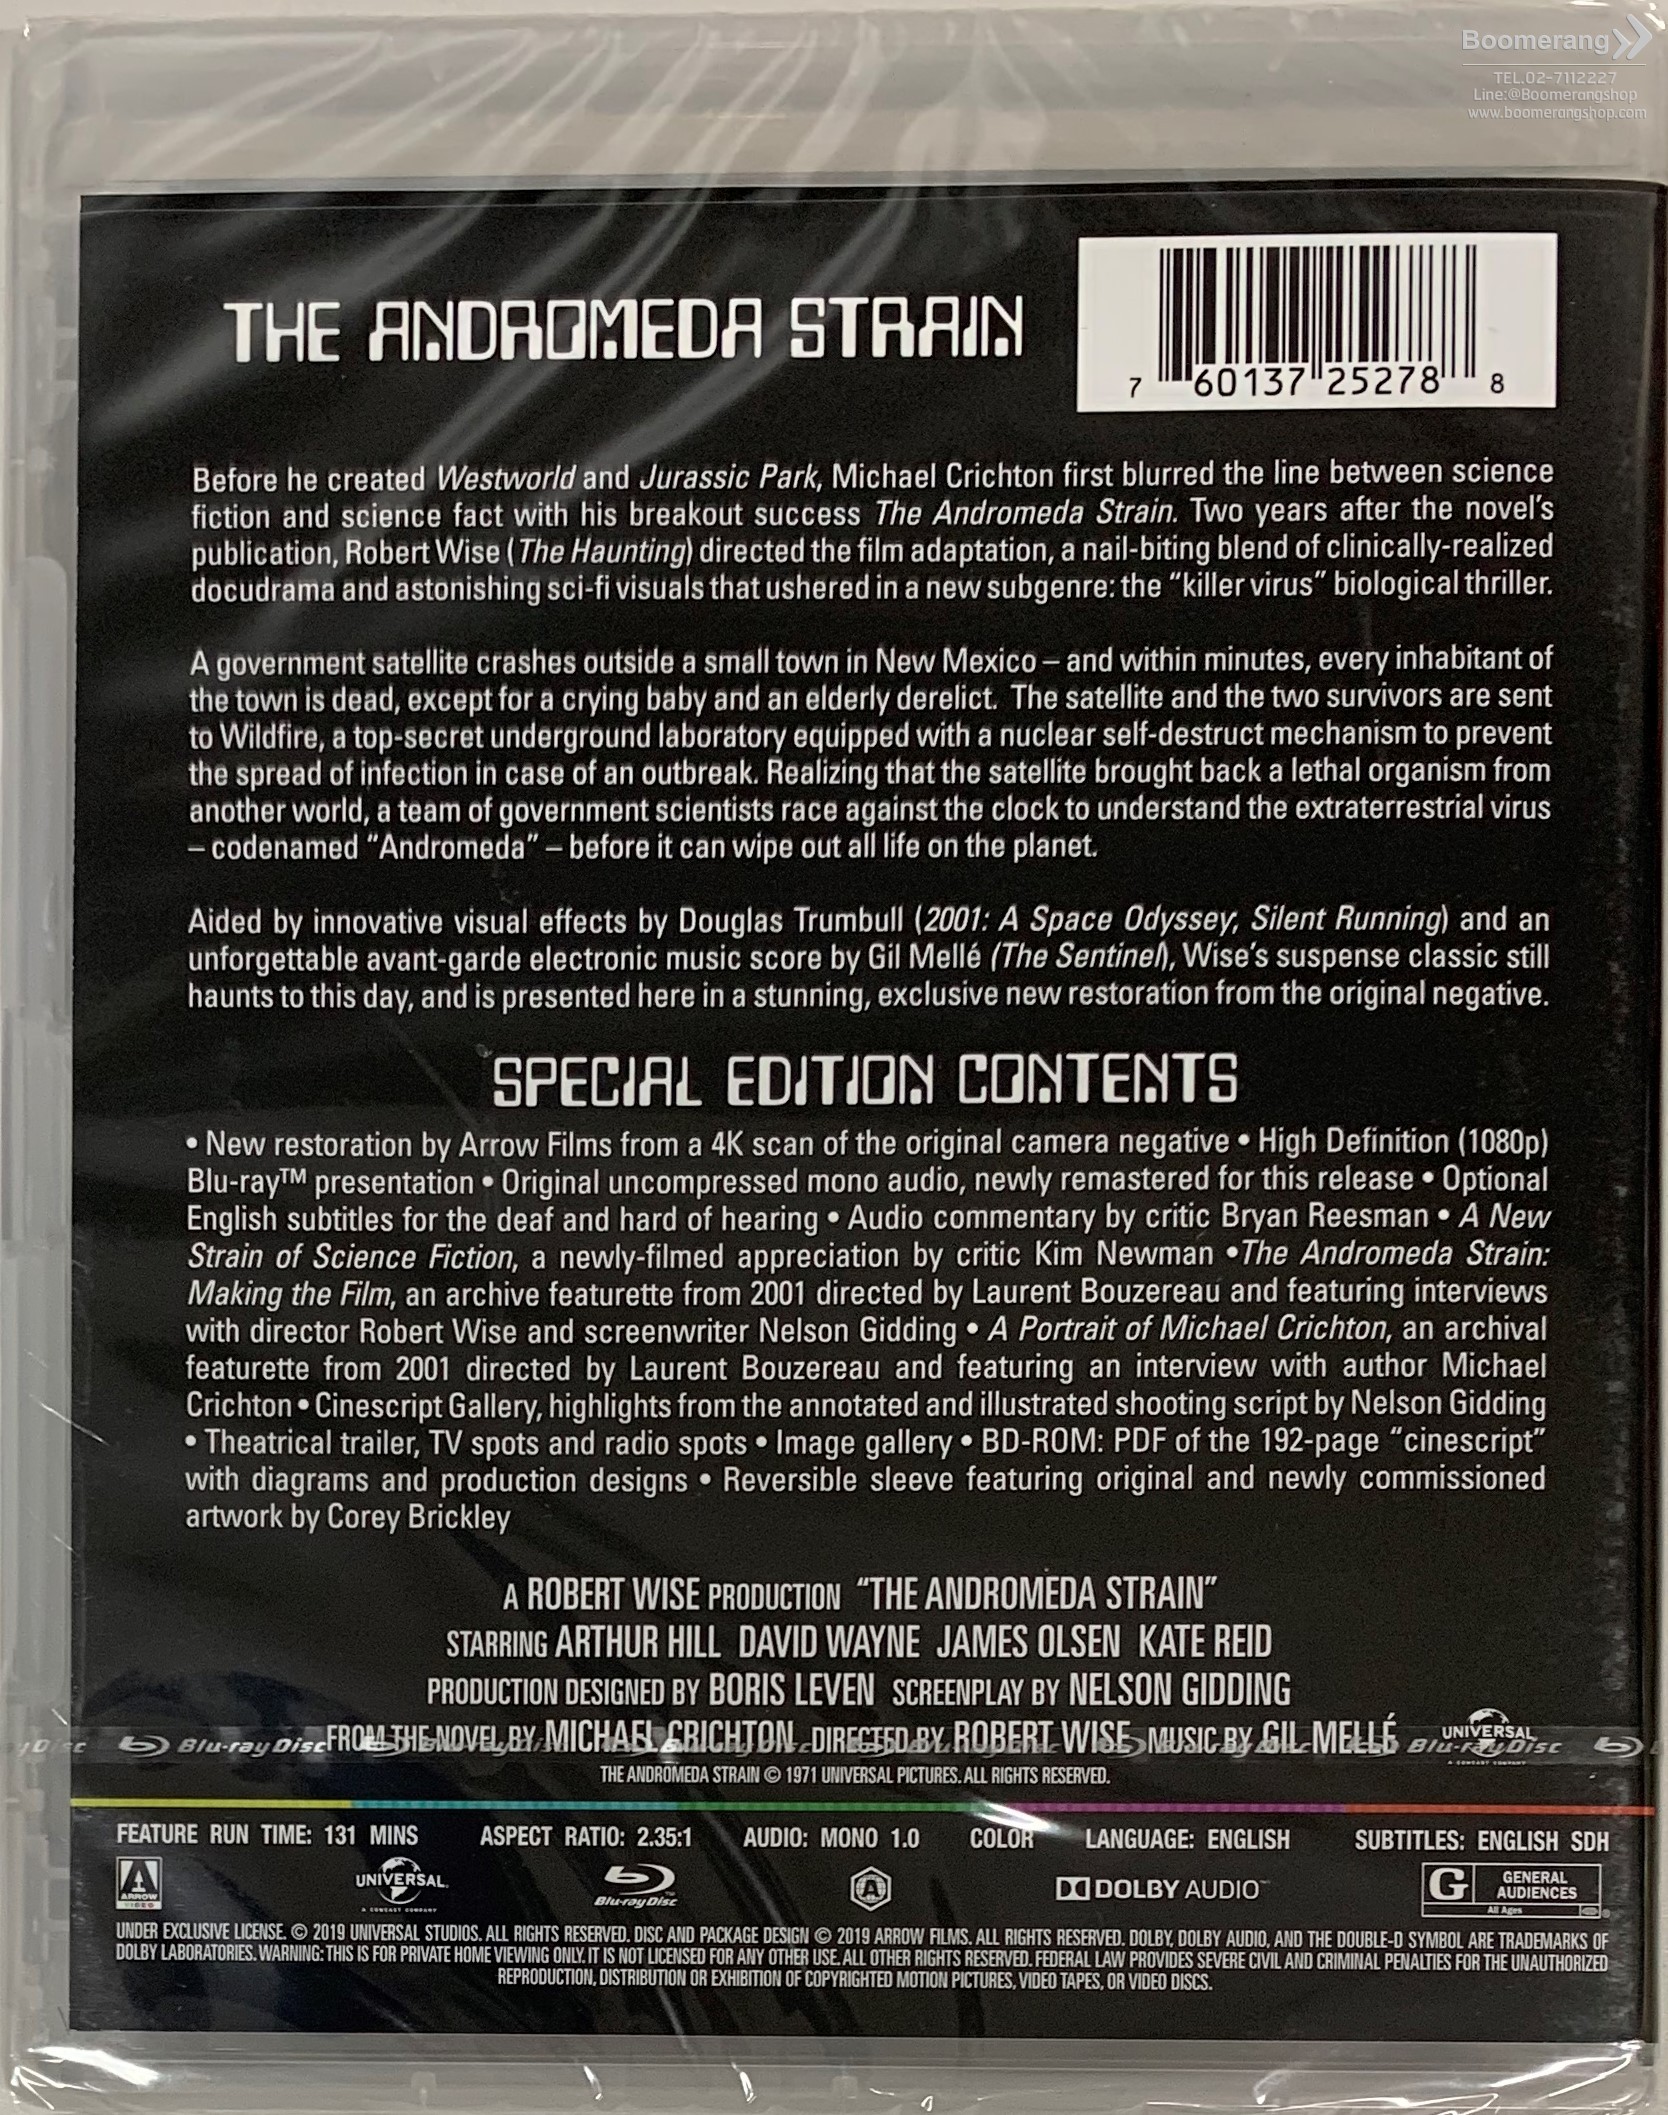 Boomerang
TEL.02-7112227
Line:@Boomerangshop
www.boomerangshop.com
THE ANDROMEDA STRAIN
7 60137 25278 8
Before he created Westworld and Jurassic Park, Michael Crichton first blurred the line between science
fiction and science fact with his breakout success The Andromeda Strain. Two years after the novel's
publication, Robert Wise (The Haunting) directed the film adaptation, a nail-biting blend of clinically-realized
docudrama and astonishing sci-fi visuals that ushered in a new subgenre: the “killer virus” biological thriller.
A government satellite crashes outside a small town in New Mexico – and within minutes, every inhabitant of
the town is dead, except for a crying baby and an elderly derelict. The satellite and the two survivors are sent
to Wildfire, a top-secret underground laboratory equipped with a nuclear self-destruct mechanism to prevent
the spread of infection in case of an outbreak. Realizing that the satellite brought back a lethal organism from
another world, a team of government scientists race against the clock to understand the extraterrestrial virus
– codenamed “Andromeda” – before it can wipe out all life on the planet.
Aided by innovative visual effects by Douglas Trumbull (2001: A Space Odyssey, Silent Running) and an
unforgettable avant-garde electronic music score by Gil Mellé (The Sentinel), Wise's suspense classic still
haunts to this day, and is presented here in a stunning, exclusive new restoration from the original negative.
SPECIAL EDITION CONTENTS
• New restoration by Arrow Films from a 4K scan of the original camera negative • High Definition (1080p)
Blu-ray™ presentation • Original uncompressed mono audio, newly remastered for this release • Optional
English subtitles for the deaf and hard of hearing • Audio commentary by critic Bryan Reesman • A New
Strain of Science Fiction, a newly-filmed appreciation by critic Kim Newman •The Andromeda Strain:
Making the Film, an archive featurette from 2001 directed by Laurent Bouzereau and featuring interviews
with director Robert Wise and screenwriter Nelson Gidding • A Portrait of Michael Crichton, an archival
featurette from 2001 directed by Laurent Bouzereau and featuring an interview with author Michael
Crichton • Cinescript Gallery, highlights from the annotated and illustrated shooting script by Nelson Gidding
• Theatrical trailer, TV spots and radio spots • Image gallery • BD-ROM: PDF of the 192-page “cinescript”
with diagrams and production designs • Reversible sleeve featuring original and newly commissioned
artwork by Corey Brickley
A ROBERT WISE PRODUCTION “THE ANDROMEDA STRAIN”
STARRING ARTHUR HILL DAVID WAYNE JAMES OLSEN KATE REID
PRODUCTION DESIGNED BY BORIS LEVEN SCREENPLAY BY NELSON GIDDING
FROM THE NOVEL BY MICHAEL CRICHTON DIRECTED BY ROBERT WISE MUSIC BY GIL MELLÉ UNIVERSAL
Blu-ray Disc Blu-ray Disc
THE ANDROMEDA STRAIN © 1971 UNIVERSAL PICTURES. ALL RIGHTS RESERVED.
FEATURE RUN TIME: 131 MINS ASPECT RATIO: 2.35:1 AUDIO: MONO 1.0 COLOR LANGUAGE: ENGLISH SUBTITLES: ENGLISH SDH
ARROW VIDEO UNIVERSAL A COMCAST COMPANY Blu-ray Disc A DOLBY AUDIO™ G GENERAL AUDIENCES All Ages
UNDER EXCLUSIVE LICENSE. © 2019 UNIVERSAL STUDIOS. ALL RIGHTS RESERVED. DISC AND PACKAGE DESIGN © 2019 ARROW FILMS. ALL RIGHTS RESERVED. DOLBY, DOLBY AUDIO, AND THE DOUBLE-D SYMBOL ARE TRADEMARKS OF
DOLBY LABORATORIES. WARNING: THIS IS FOR PRIVATE HOME VIEWING ONLY. IT IS NOT LICENSED FOR ANY OTHER USE. ALL OTHER RIGHTS RESERVED. FEDERAL LAW PROVIDES SEVERE CIVIL AND CRIMINAL PENALTIES FOR THE UNAUTHORIZED
REPRODUCTION, DISTRIBUTION OR EXHIBITION OF COPYRIGHTED MOTION PICTURES, VIDEO TAPES, OR VIDEO DISCS.